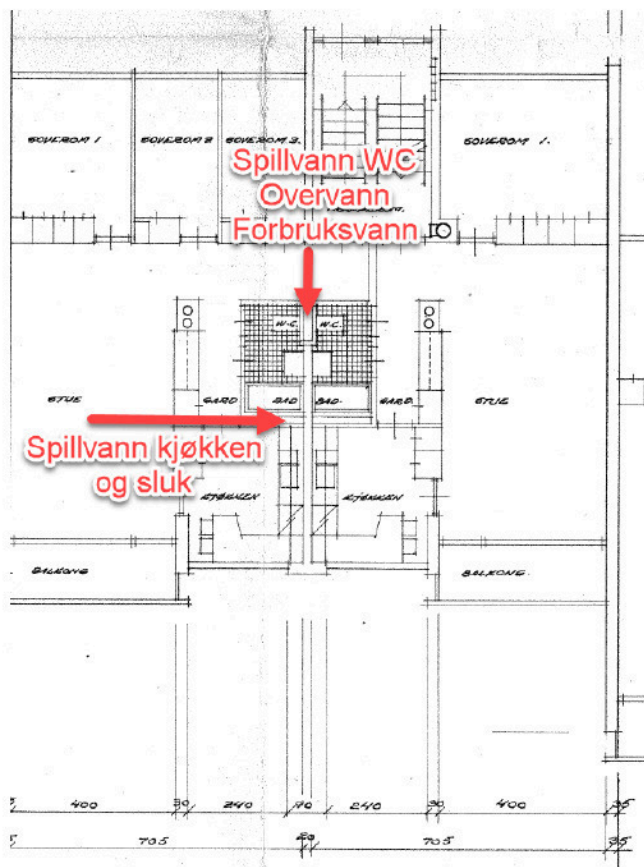 SOVEROM 1
SOVEROM 2
SOVEROM 3.
SOVEROM 1.
Spillvann WC
Overvann
Forbruksvann
W.C.
W.C.
STUE
GARD.
BAD
BAD.
GARD.
STUE
Spillvann kjøkken
og sluk
KJØKKEN
KJØKKEN
BALKONG
BALKONG.
400
30
240
70
240
30
400
35
705
20
705
35